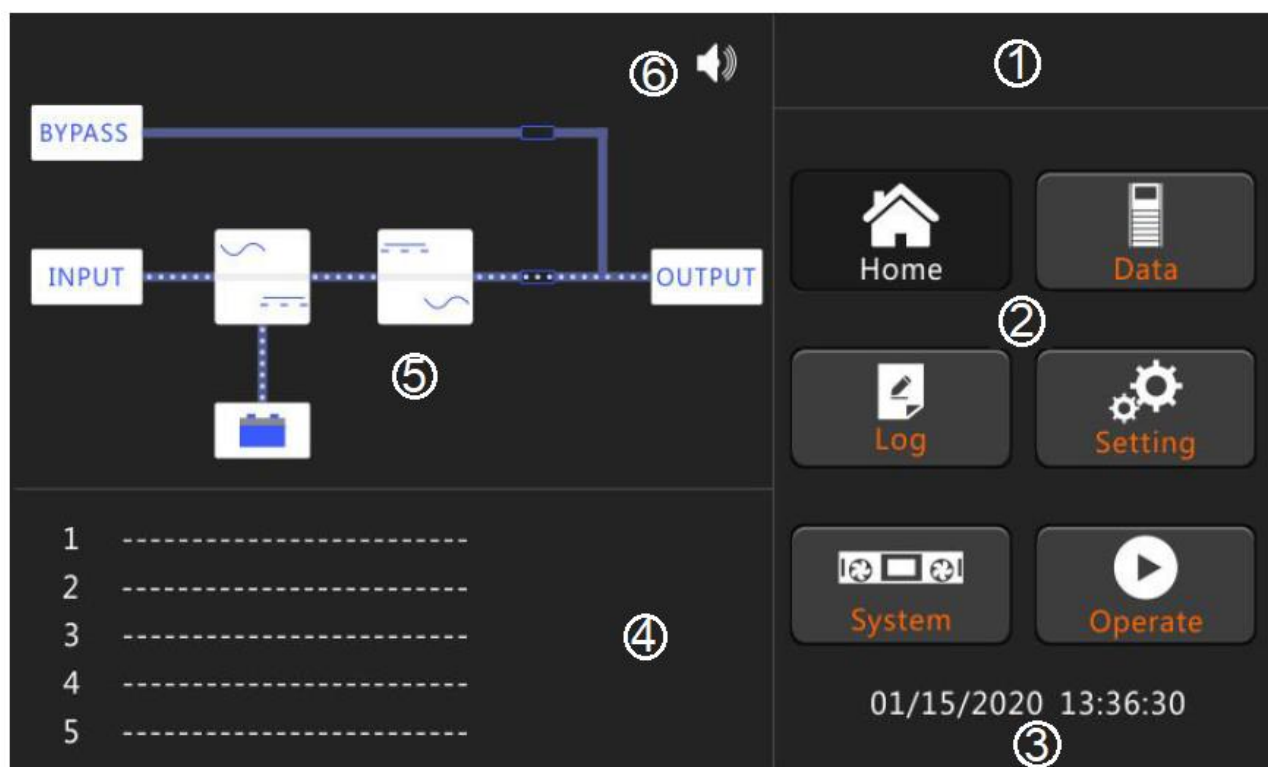 ⑥
①
BYPASS
INPUT
OUTPUT
⑤
Home
Data
②
Log
Setting
System
Operate
1 -------------------------
2 -------------------------
3 -------------------------
4 -------------------------
5 -------------------------
④
01/15/2020 13:36:30
③